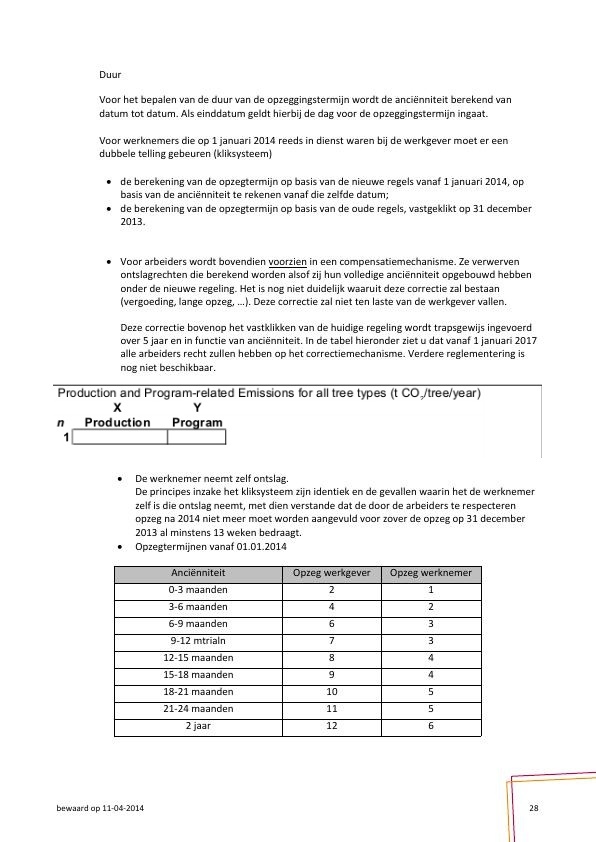 Duur
Voor het bepalen van de duur van de opzeggingstermijn wordt de anciënniteit berekend van
datum tot datum. Als einddatum geldt hierbij de dag voor de opzeggingstermijn ingaat.
Voor werknemers die op 1 januari 2014 reeds in dienst waren bij de werkgever moet er een
dubbele telling gebeuren (kliksysteem)
• de berekening van de opzegtermijn op basis van de nieuwe regels vanaf 1 januari 2014, op
basis van de anciënniteit te rekenen vanaf die zelfde datum;
• de berekening van de opzegtermijn op basis van de oude regels, vastgeklikt op 31 december
2013.
• Voor arbeiders wordt bovendien voorzien in een compensatiemechanisme. Ze verwerven
ontslagrechten die berekend worden alsof zij hun volledige anciënniteit opgebouwd hebben
onder de nieuwe regeling. Het is nog niet duidelijk waaruit deze correctie zal bestaan
(vergoeding, lange opzeg, …). Deze correctie zal niet ten laste van de werkgever vallen.
Deze correctie bovenop het vastklikken van de huidige regeling wordt trapsgewijs ingevoerd
over 5 jaar en in functie van anciënniteit. In de tabel hieronder ziet u dat vanaf 1 januari 2017
alle arbeiders recht zullen hebben op het correctiemechanisme. Verdere reglementering is
nog niet beschikbaar.
Production and Program-related Emissions for all tree types (t CO₂/tree/year)
X Y
n Production Program
1
• De werknemer neemt zelf ontslag.
De principes inzake het kliksysteem zijn identiek en de gevallen waarin het de werknemer
zelf is die ontslag neemt, met dien verstande dat de door de arbeiders te respecteren
opzeg na 2014 niet meer moet worden aangevuld voor zover de opzeg op 31 december
2013 al minstens 13 weken bedraagt.
• Opzegtermijnen vanaf 01.01.2014
Anciënniteit Opzeg werkgever Opzeg werknemer
0-3 maanden 2 1
3-6 maanden 4 2
6-9 maanden 6 3
9-12 mtrialn 7 3
12-15 maanden 8 4
15-18 maanden 9 4
18-21 maanden 10 5
21-24 maanden 11 5
2 jaar 12 6
bewaard op 11-04-2014 28